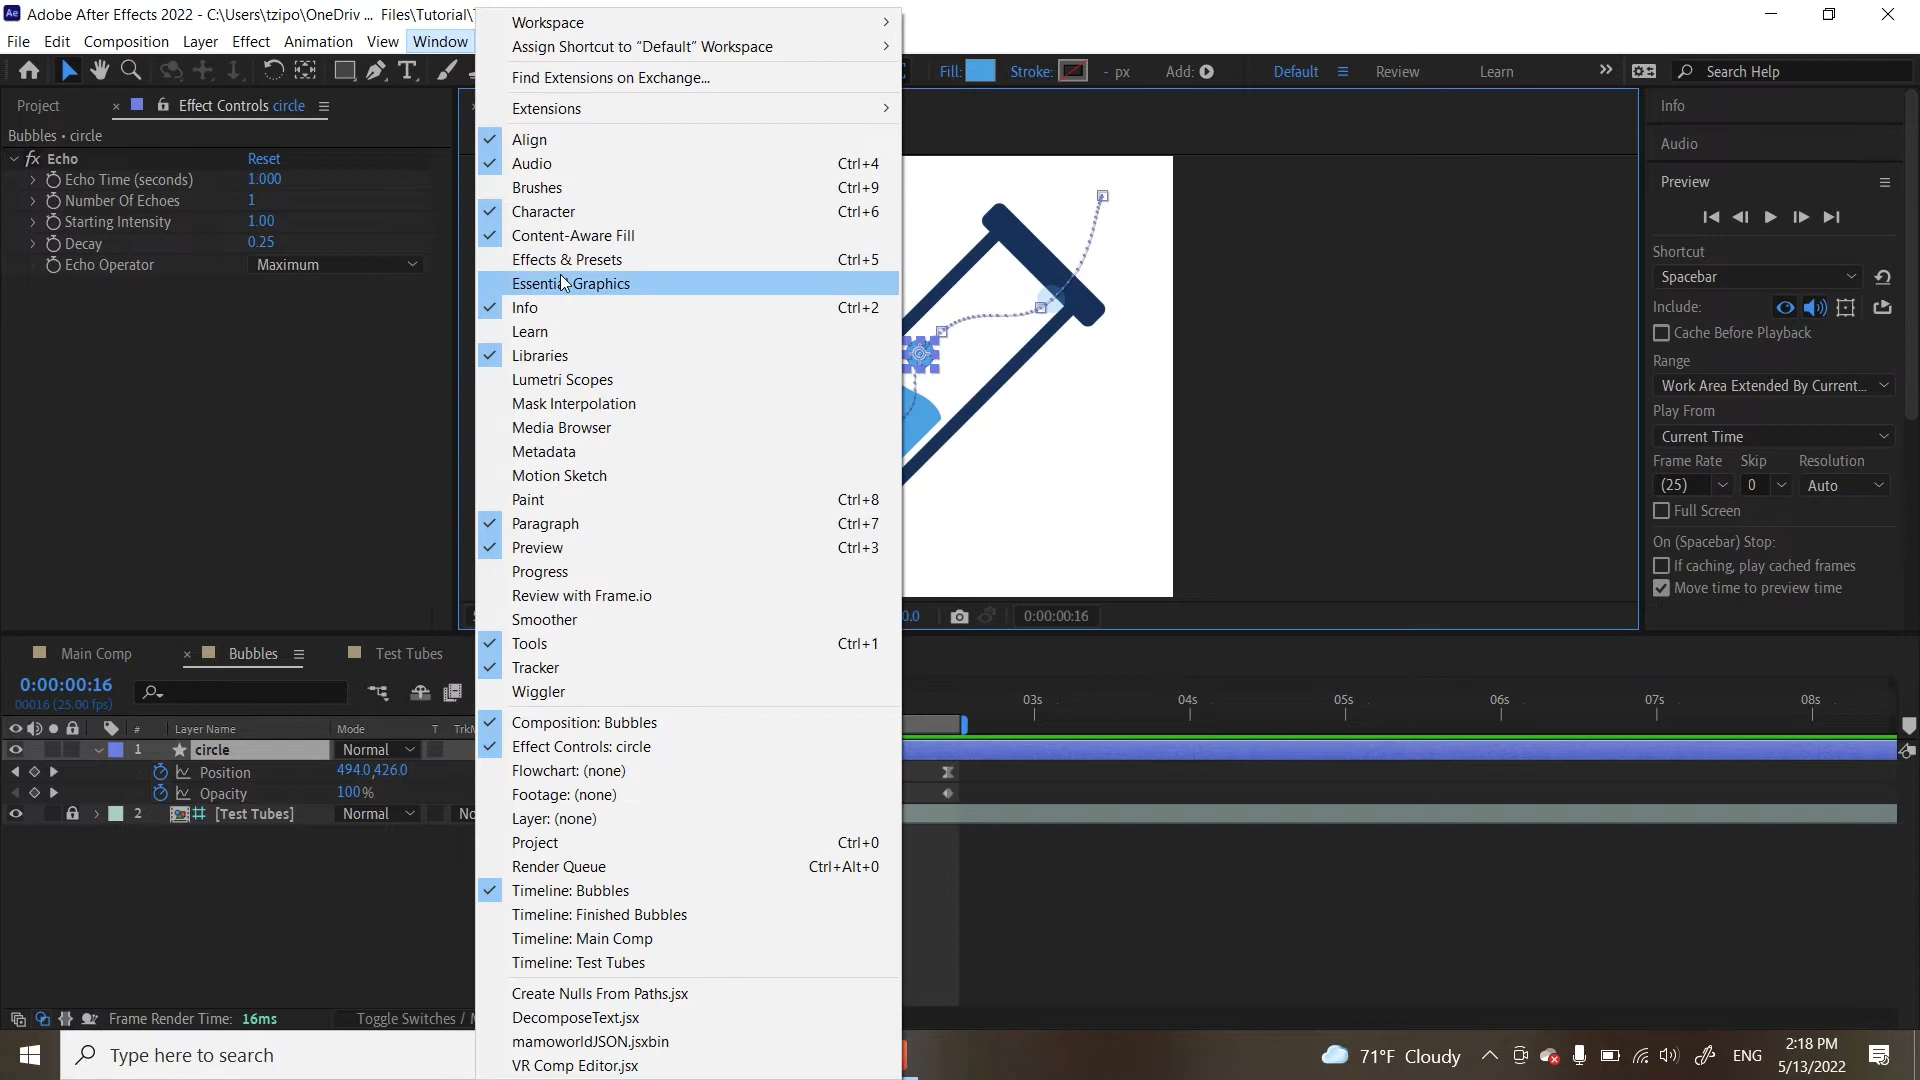 Adobe After Effects 2022 - C:\Users\tzipo\OneDriv ... Files\Tutorial\
File Edit Composition Layer Effect Animation View Window
Fill: Stroke: - px Add: Default Review Learn Search Help
Project Effect Controls circle
Bubbles • circle
fx Echo Reset
Echo Time (seconds) 1.000
Number Of Echoes 1
Starting Intensity 1.00
Decay 0.25
Echo Operator Maximum
Workspace
Assign Shortcut to “Default” Workspace
Find Extensions on Exchange...
Extensions
Align
Audio Ctrl+4
Brushes Ctrl+9
Character Ctrl+6
Content-Aware Fill
Effects & Presets Ctrl+5
Essential Graphics
Info Ctrl+2
Learn
Libraries
Lumetri Scopes
Mask Interpolation
Media Browser
Metadata
Motion Sketch
Paint Ctrl+8
Paragraph Ctrl+7
Preview Ctrl+3
Progress
Review with Frame.io
Smoother
Tools Ctrl+1
Tracker
Wiggler
Composition: Bubbles
Effect Controls: circle
Flowchart: (none)
Footage: (none)
Layer: (none)
Project Ctrl+0
Render Queue Ctrl+Alt+0
Timeline: Bubbles
Timeline: Finished Bubbles
Timeline: Main Comp
Timeline: Test Tubes
Create Nulls From Paths.jsx
DecomposeText.jsx
mamoworldJSON.jsxbin
VR Comp Editor.jsx
Info
Audio
Preview
Shortcut
Spacebar
Include:
Cache Before Playback
Range
Work Area Extended By Current...
Play From
Current Time
Frame Rate Skip Resolution
(25) 0 Auto
Full Screen
On (Spacebar) Stop:
If caching, play cached frames
Move time to preview time
0.0 0:00:00:16
Main Comp Bubbles Test Tubes
0:00:00:16
00016 (25.00 fps)
03s 04s 05s 06s 07s 08s
# Layer Name Mode T TrkM
1 circle Normal
Position 494.0,426.0
Opacity 100%
2 [Test Tubes] Normal No
Frame Render Time: 16ms Toggle Switches / M
Type here to search 71°F Cloudy ENG 2:18 PM
5/13/2022